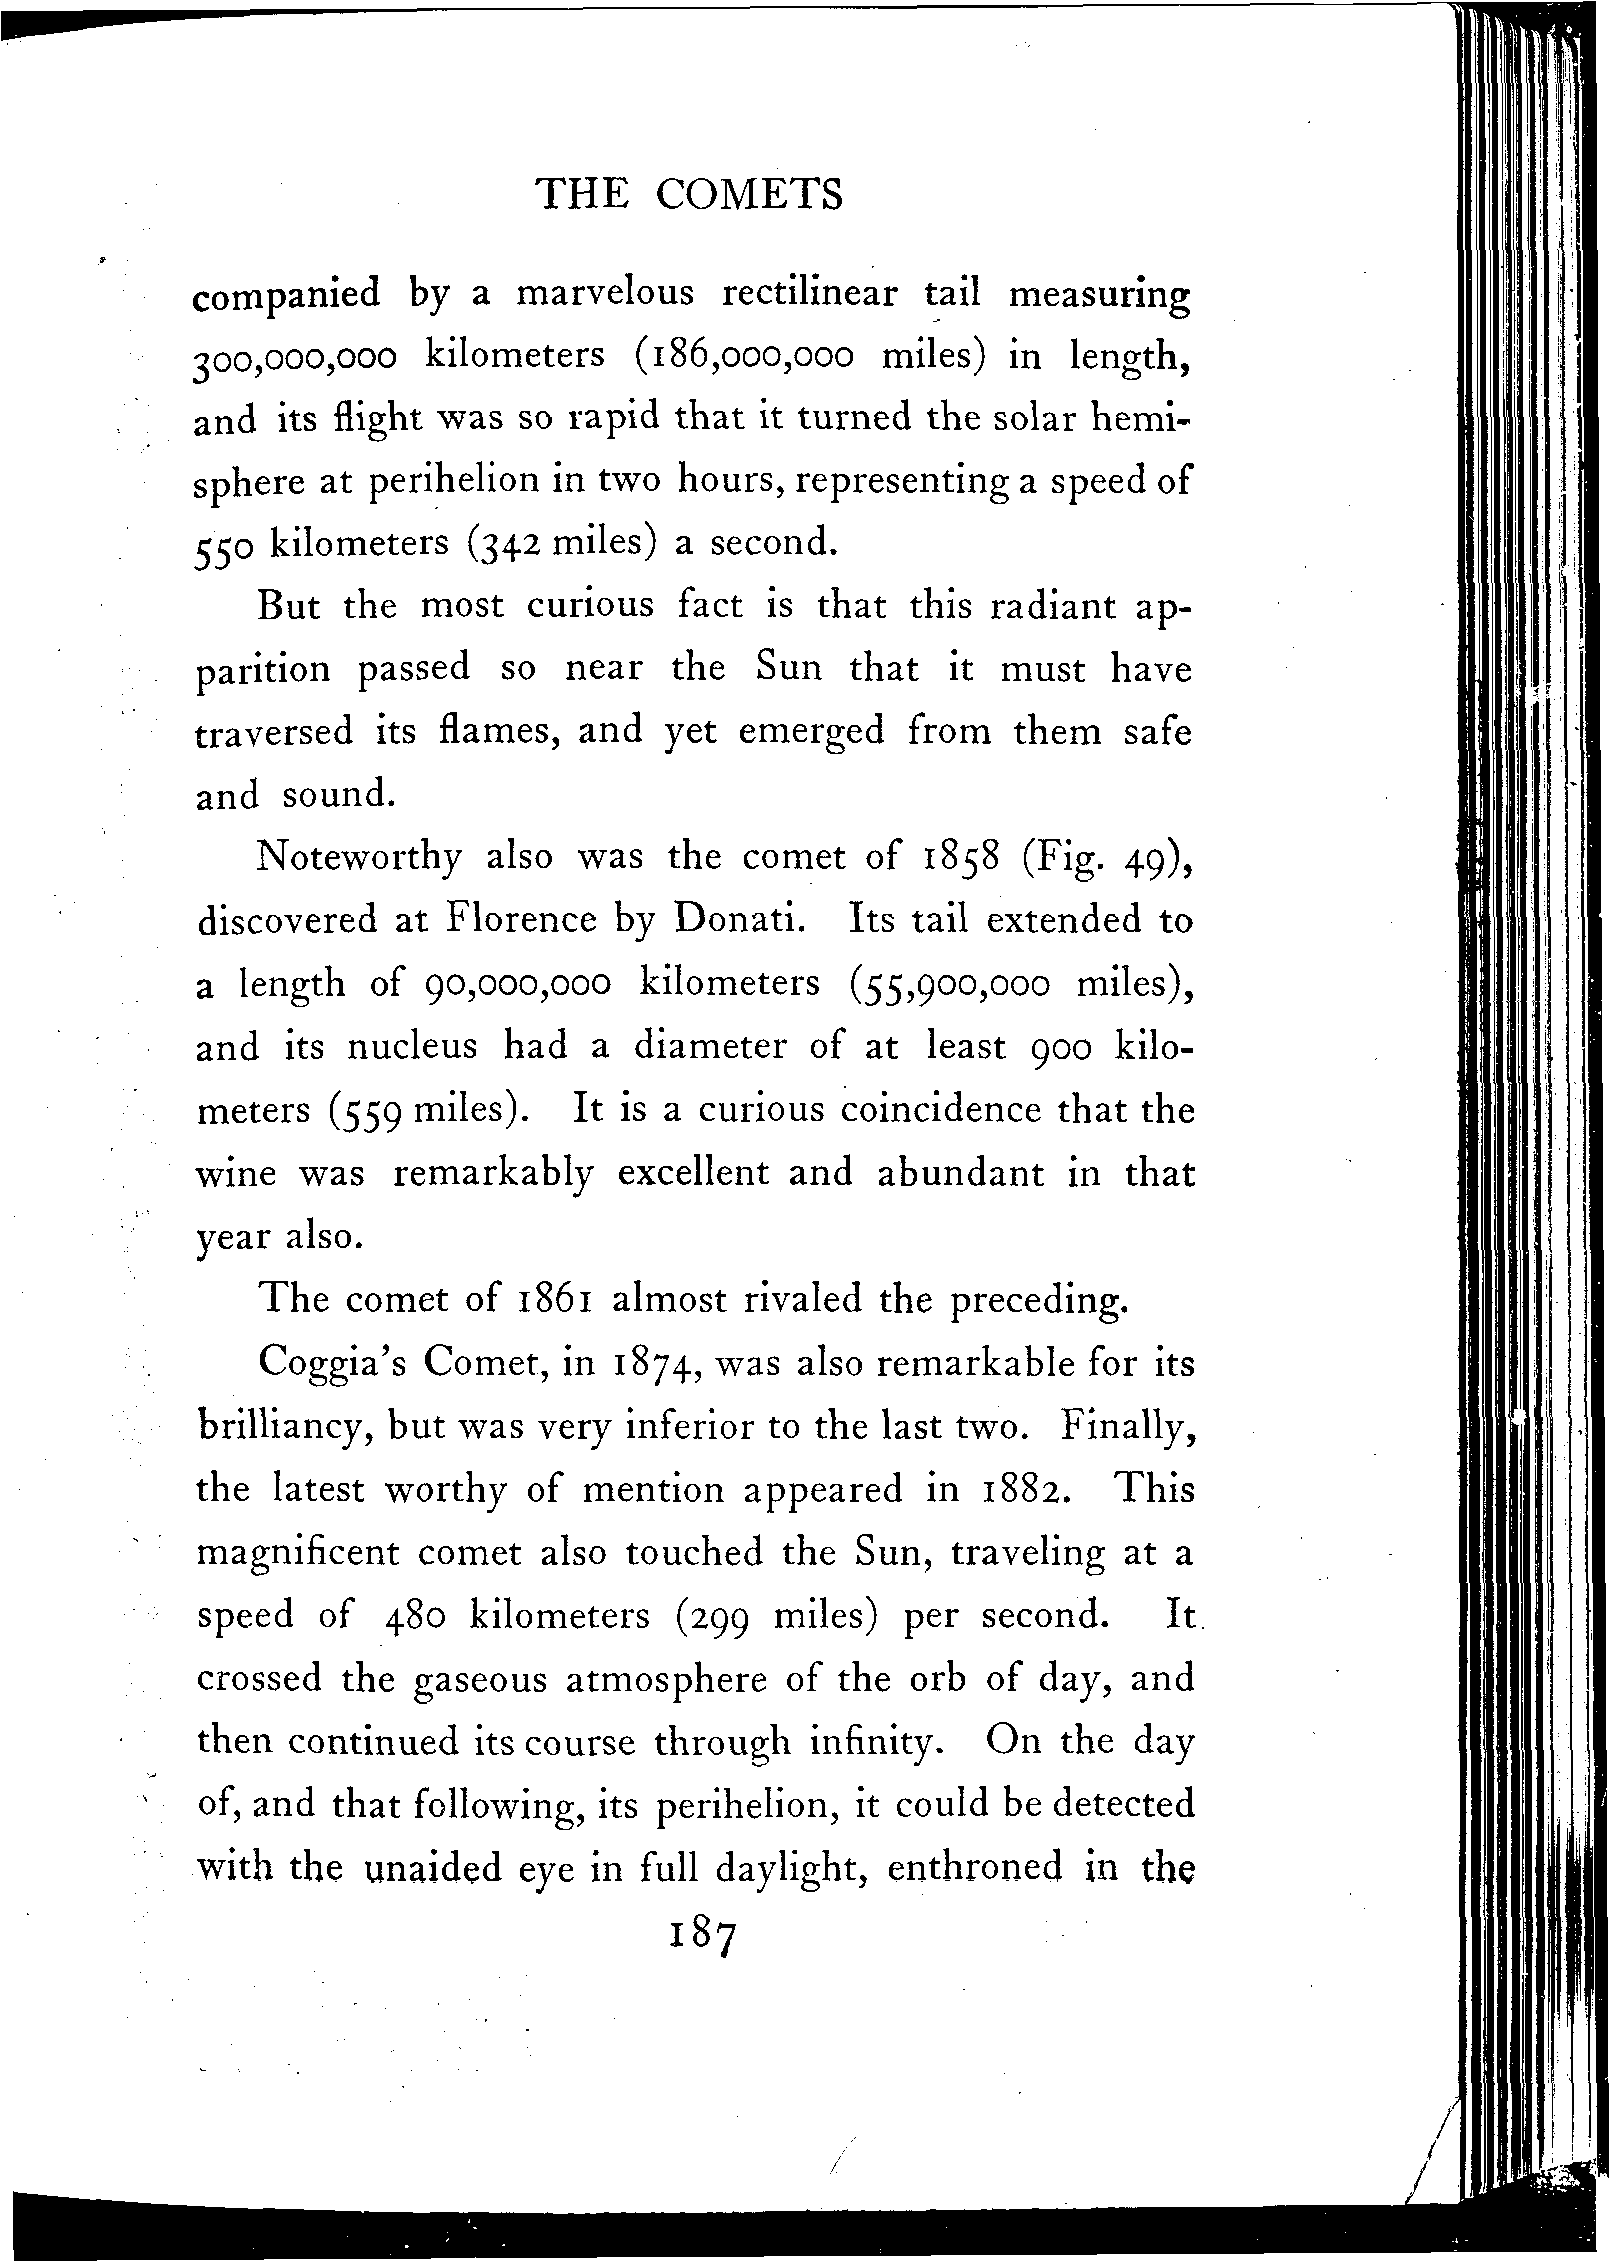 THE COMETS
companied by a marvelous rectilinear tail measuring
300,000,000 kilometers (186,000,000 miles) in length,
and its flight was so rapid that it turned the solar hemi-
sphere at perihelion in two hours, representing a speed of
550 kilometers (342 miles) a second.
But the most curious fact is that this radiant ap-
parition passed so near the Sun that it must have
traversed its flames, and yet emerged from them safe
and sound.
Noteworthy also was the comet of 1858 (Fig. 49),
discovered at Florence by Donati. Its tail extended to
a length of 90,000,000 kilometers (55,900,000 miles),
and its nucleus had a diameter of at least 900 kilo-
meters (559 miles). It is a curious coincidence that the
wine was remarkably excellent and abundant in that
year also.
The comet of 1861 almost rivaled the preceding.
Coggia's Comet, in 1874, was also remarkable for its
brilliancy, but was very inferior to the last two. Finally,
the latest worthy of mention appeared in 1882. This
magnificent comet also touched the Sun, traveling at a
speed of 480 kilometers (299 miles) per second. It
crossed the gaseous atmosphere of the orb of day, and
then continued its course through infinity. On the day
of, and that following, its perihelion, it could be detected
with the unaided eye in full daylight, enthroned in the
187